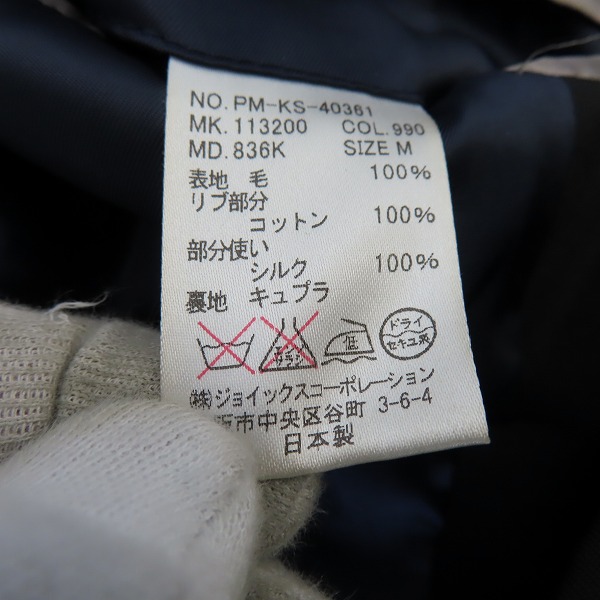 NO.PM-KS-40361
MK.113200 COL.990
MD.836K SIZE M
表地 毛 100%
リブ部分
コットン 100%
部分使い
シルク 100%
裏地 キュプラ
低 ドライ
セキユ系
㈱ジョイックスコーポレーション
市中央区谷町 3-6-4
日本製